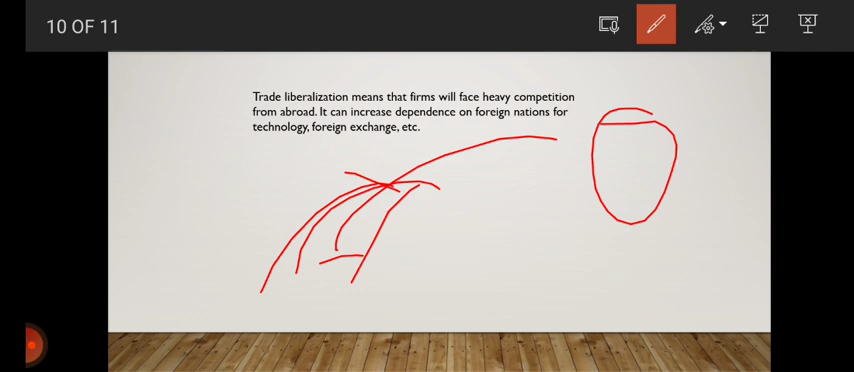 10 OF 11
Trade liberalization means that firms will face heavy competition
from abroad. It can increase dependence on foreign nations for
technology, foreign exchange, etc.